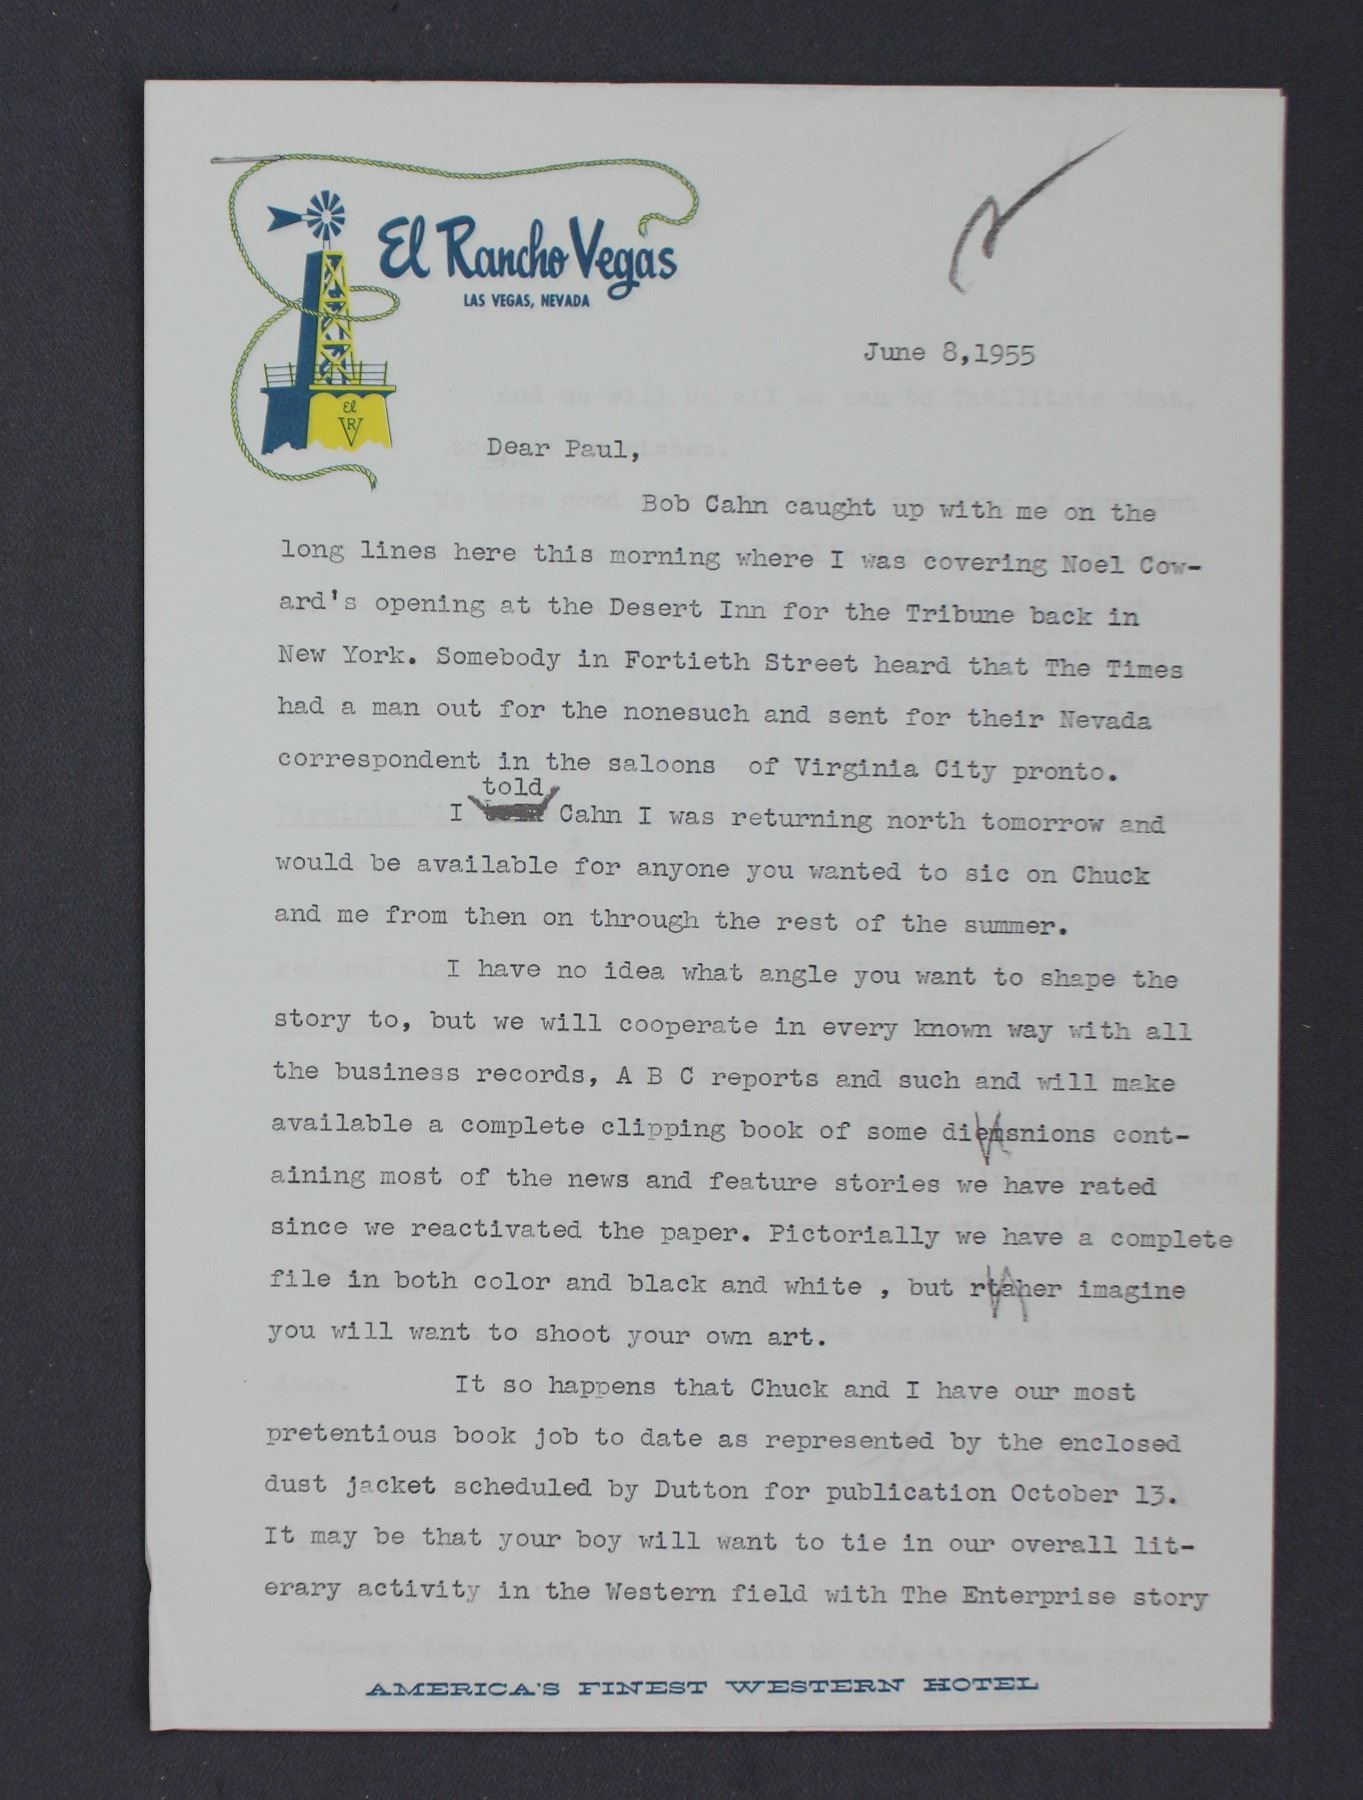 El Rancho Vegas
LAS VEGAS, NEVADA
El
VR
June 8,1955
Dear Paul,
Bob Cahn caught up with me on the
long lines here this morning where I was covering Noel Cow-
ard's opening at the Desert Inn for the Tribune back in
New York. Somebody in Fortieth Street heard that The Times
had a man out for the nonesuch and sent for their Nevada
correspondent in the saloons of Virginia City pronto.
told
I Cahn I was returning north tomorrow and
would be available for anyone you wanted to sic on Chuck
and me from then on through the rest of the summer.
I have no idea what angle you want to shape the
story to, but we will cooperate in every known way with all
the business records, A B C reports and such and will make
available a complete clipping book of some diemsnions cont-
aining most of the news and feature stories we have rated
since we reactivated the paper. Pictorially we have a complete
file in both color and black and white , but rtaher imagine
you will want to shoot your own art.
It so happens that Chuck and I have our most
pretentious book job to date as represented by the enclosed
dust jacket scheduled by Dutton for publication October 13.
It may be that your boy will want to tie in our overall lit-
erary activity in the Western field with The Enterprise story
AMERICA'S FINEST WESTERN HOTEL